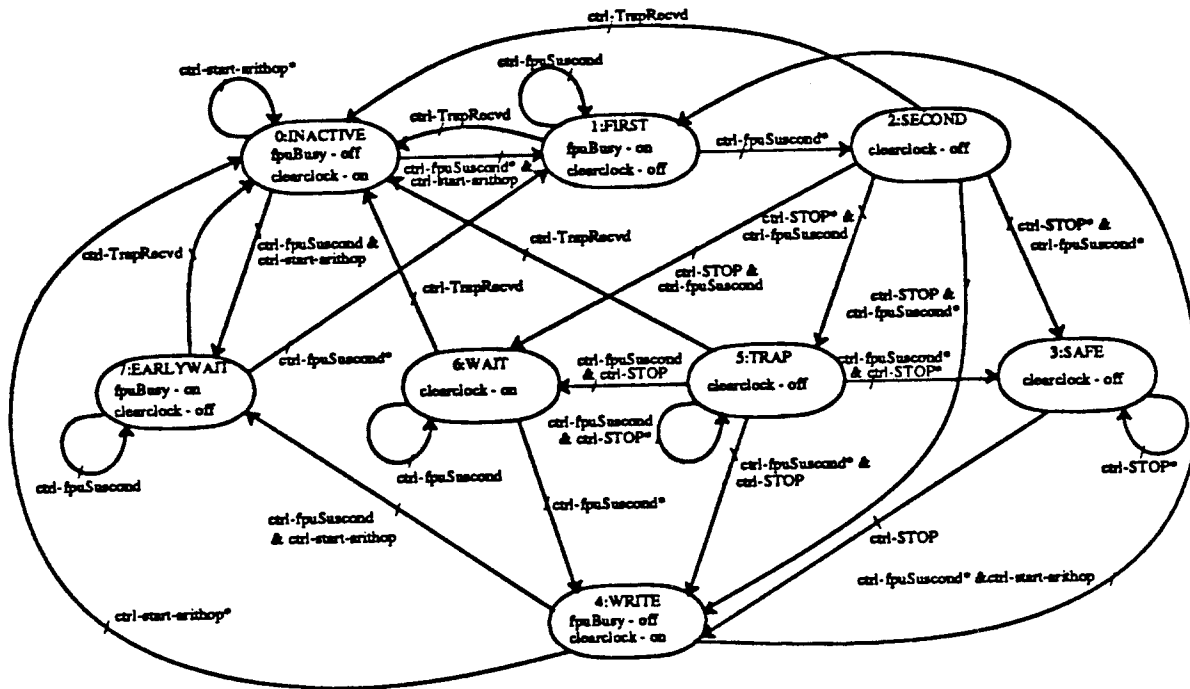 ctrl-TrapRecvd
ctrl-start-arithop*
ctrl-fpuSuscond
ctrl-TrapRecvd
0:INACTIVE
fpuBusy - off
clearclock - on
1:FIRST
fpuBusy - on
clearclock - off
2:SECOND
clearclock - off
ctrl-fpuSuscond*
ctrl-fpuSuscond* &
ctrl-start-arithop
ctrl-STOP* &
ctrl-fpuSuscond
ctrl-STOP* &
ctrl-fpuSuscond*
ctrl-TrapRecvd
ctrl-fpuSuscond &
ctrl-start-arithop
ctrl-TrapRecvd
ctrl-STOP &
ctrl-fpuSuscond
ctrl-TrapRecvd
ctrl-STOP &
ctrl-fpuSuscond*
7:EARLYWAIT
fpuBusy - on
clearclock - off
ctrl-fpuSuscond*
6:WAIT
clearclock - on
ctrl-fpuSuscond
& ctrl-STOP
5:TRAP
clearclock - off
ctrl-fpuSuscond*
& ctrl-STOP*
3:SAFE
clearclock - off
ctrl-fpuSuscond
& ctrl-STOP*
ctrl-fpuSuscond
ctrl-fpuSuscond
ctrl-fpuSuscond* &
ctrl-STOP
ctrl-STOP*
ctrl-fpuSuscond*
ctrl-fpuSuscond
& ctrl-start-arithop
ctrl-STOP
ctrl-fpuSuscond* &ctrl-start-arithop
ctrl-start-arithop*
4:WRITE
fpuBusy - off
clearclock - on